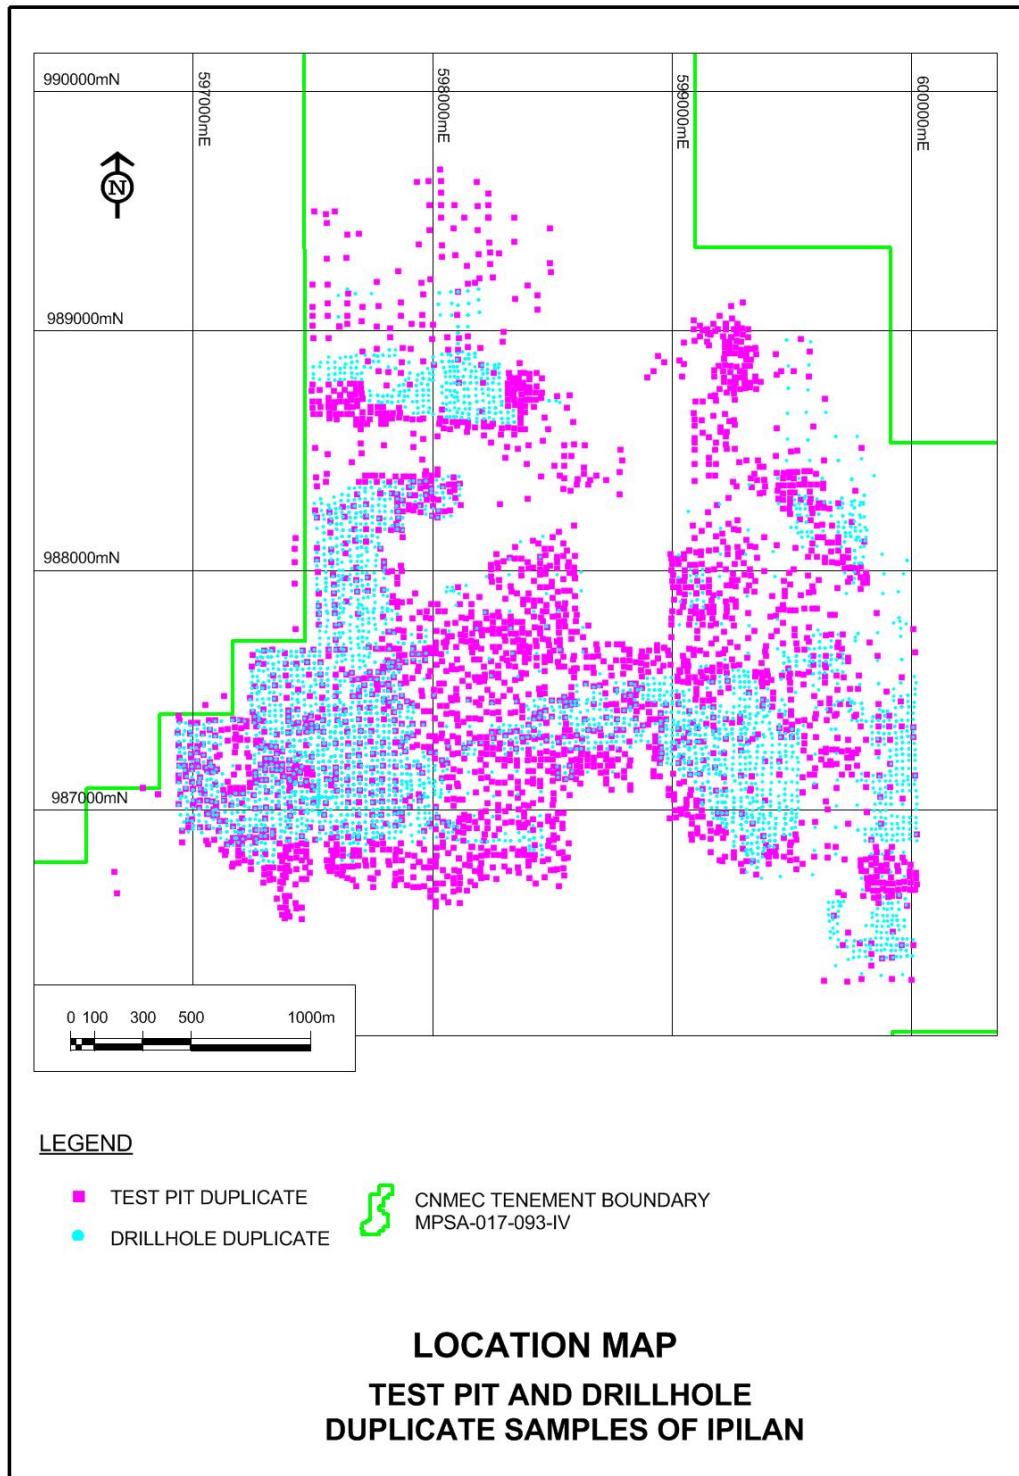 990000mN
597000mE
598000mE
599000mE
600000mE
N
989000mN
988000mN
987000mN
0 100 300 500 1000m
LEGEND
TEST PIT DUPLICATE
DRILLHOLE DUPLICATE
CNMEC TENEMENT BOUNDARY
MPSA-017-093-IV
LOCATION MAP
TEST PIT AND DRILLHOLE
DUPLICATE SAMPLES OF IPILAN